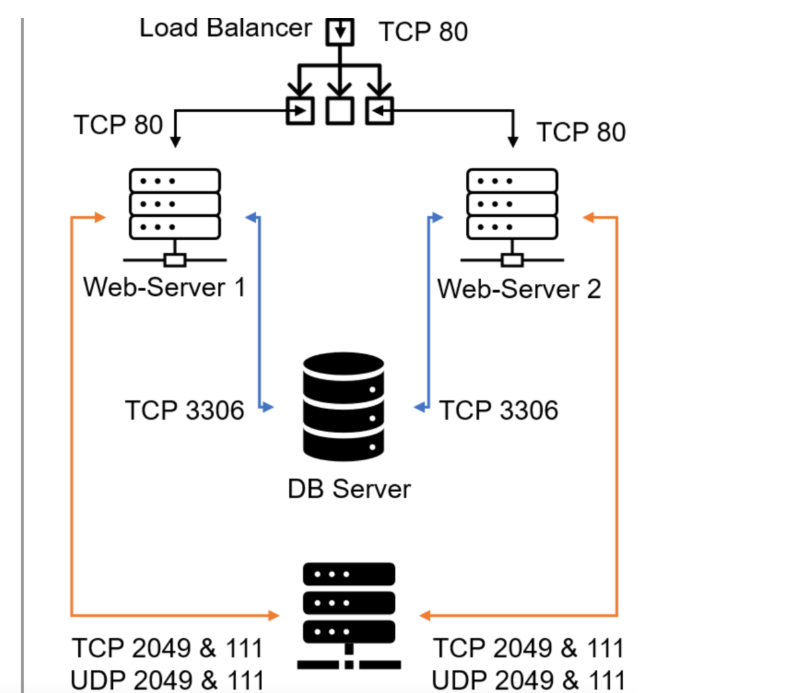 Load Balancer
TCP 80
TCP 80
TCP 80
Web-Server 1
Web-Server 2
TCP 3306
TCP 3306
DB Server
TCP 2049 & 111
UDP 2049 & 111
TCP 2049 & 111
UDP 2049 & 111